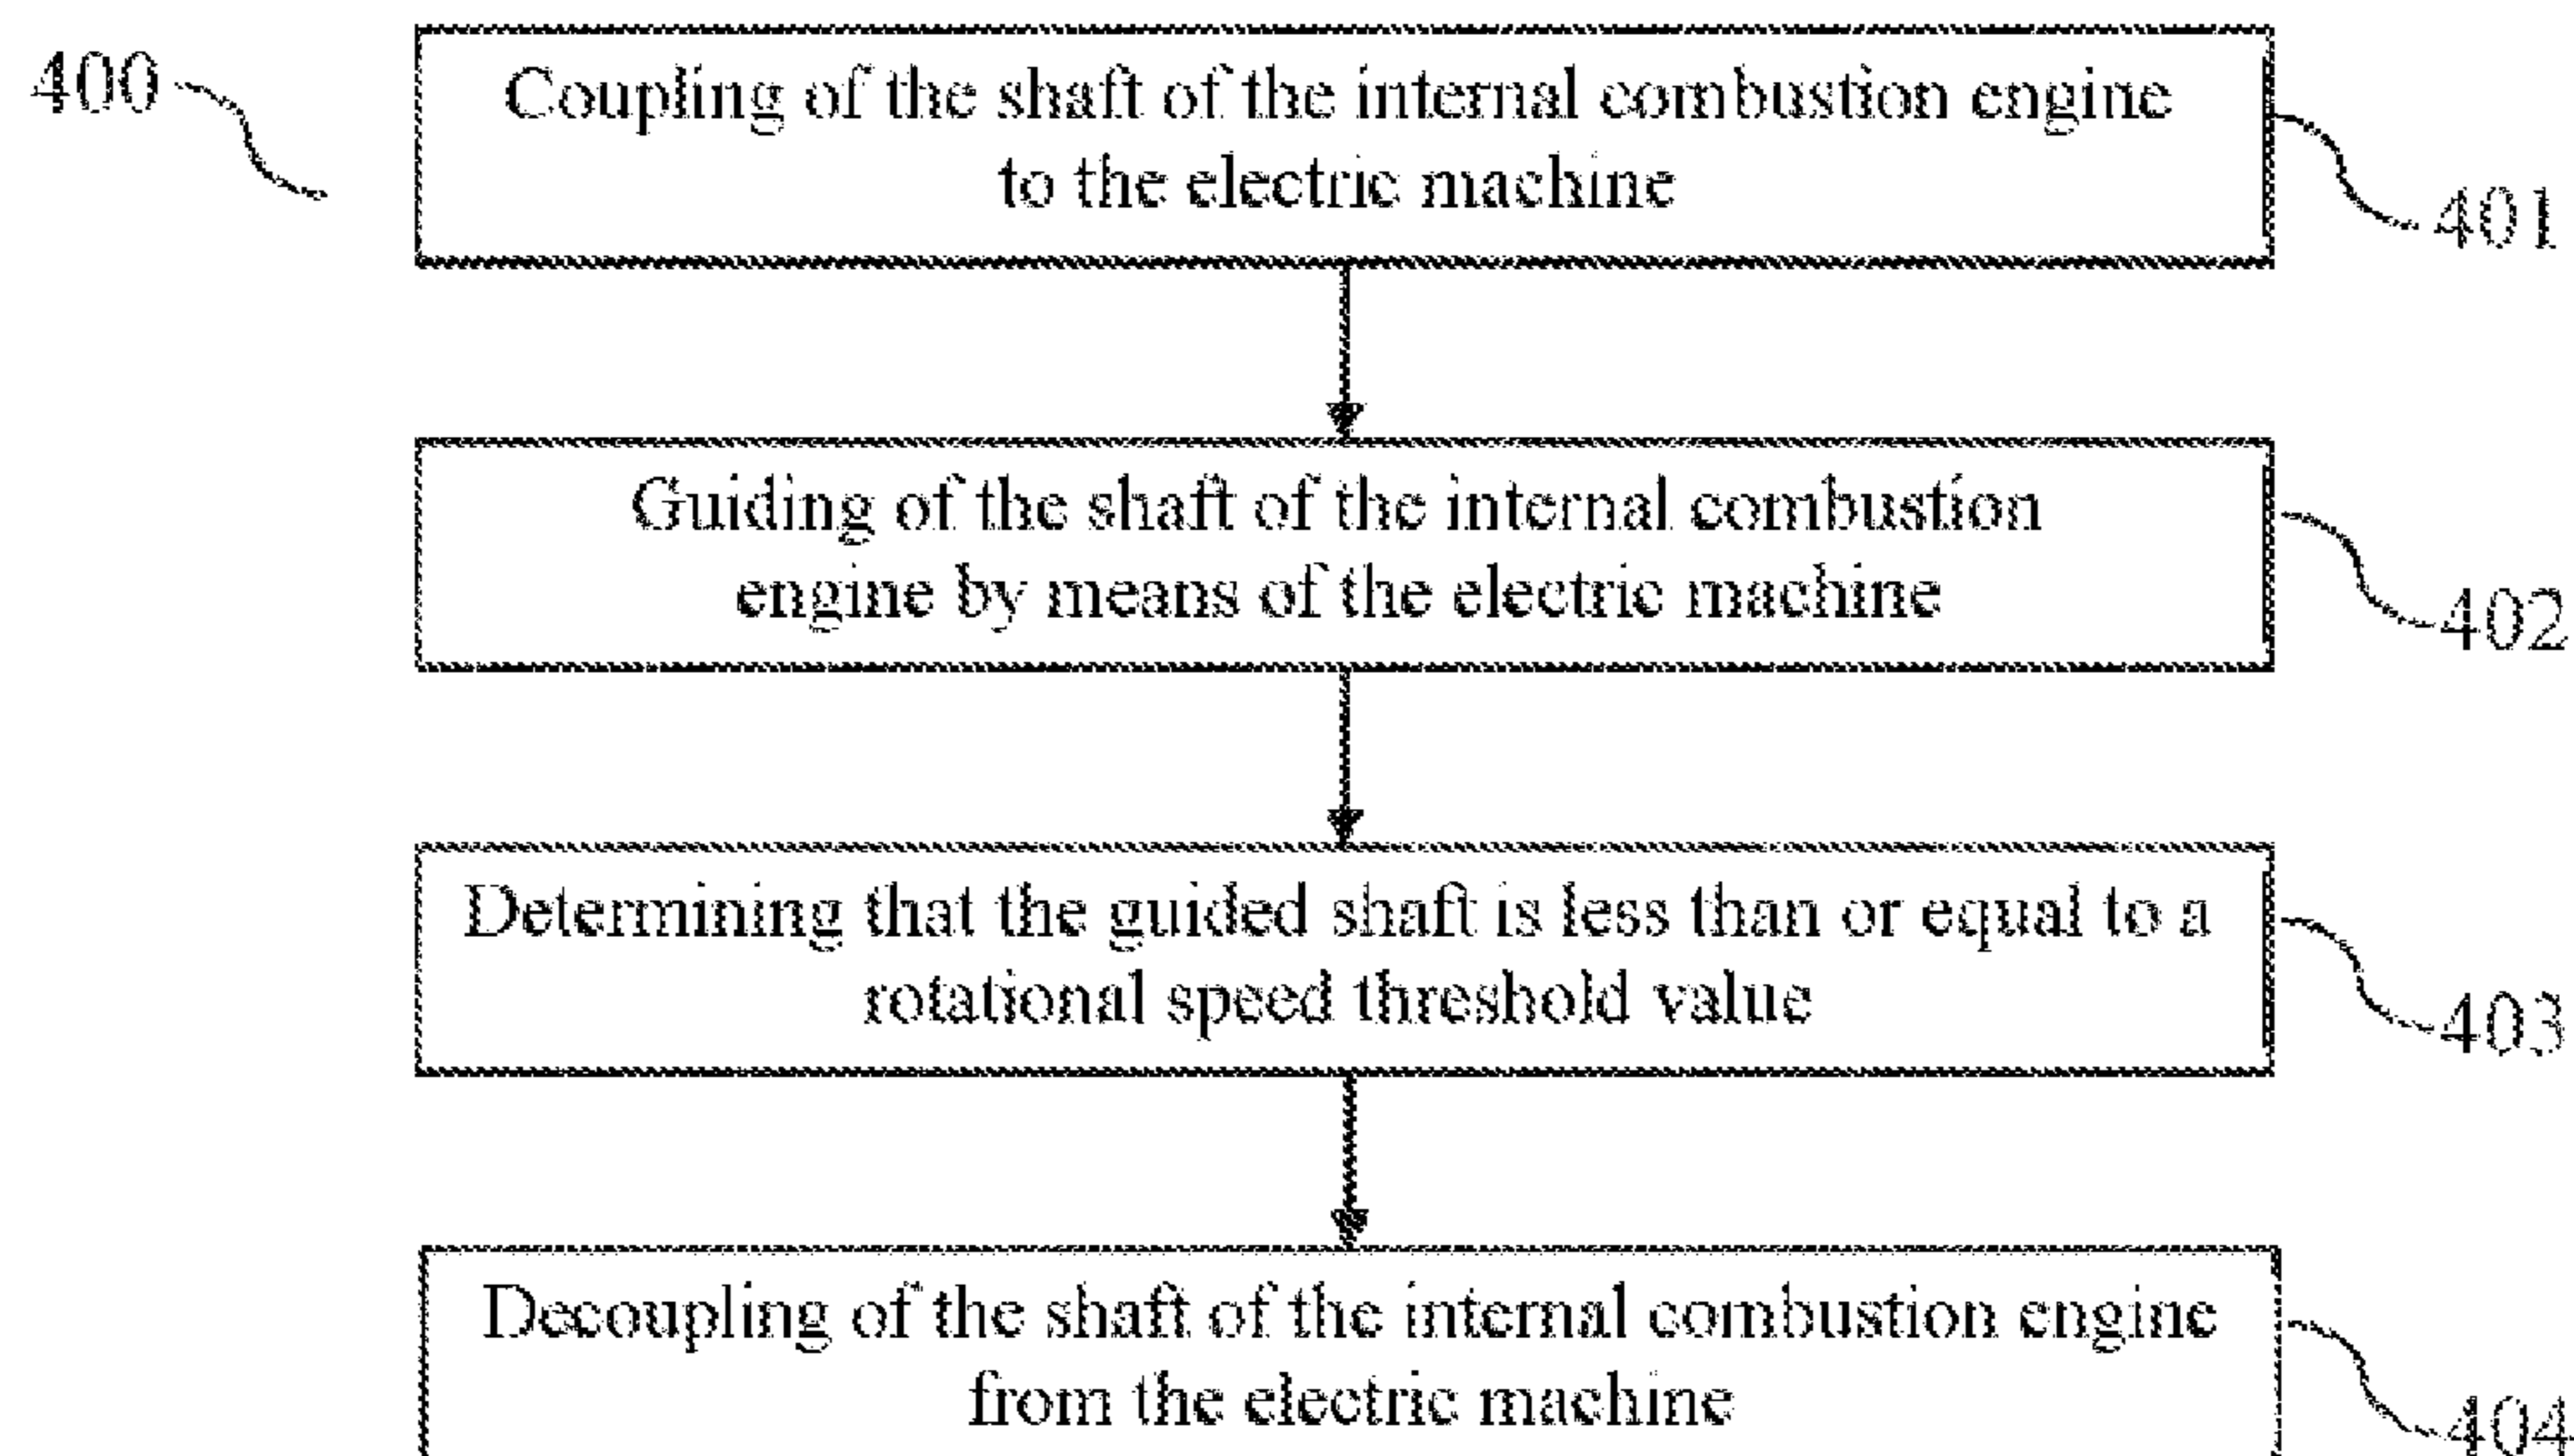 400
Coupling of the shaft of the internal combustion engine
to the electric machine
401
Guiding of the shaft of the internal combustion
engine by means of the electric machine
402
Determining that the guided shaft is less than or equal to a
rotational speed threshold value
403
Decoupling of the shaft of the internal combustion engine
from the electric machine
404